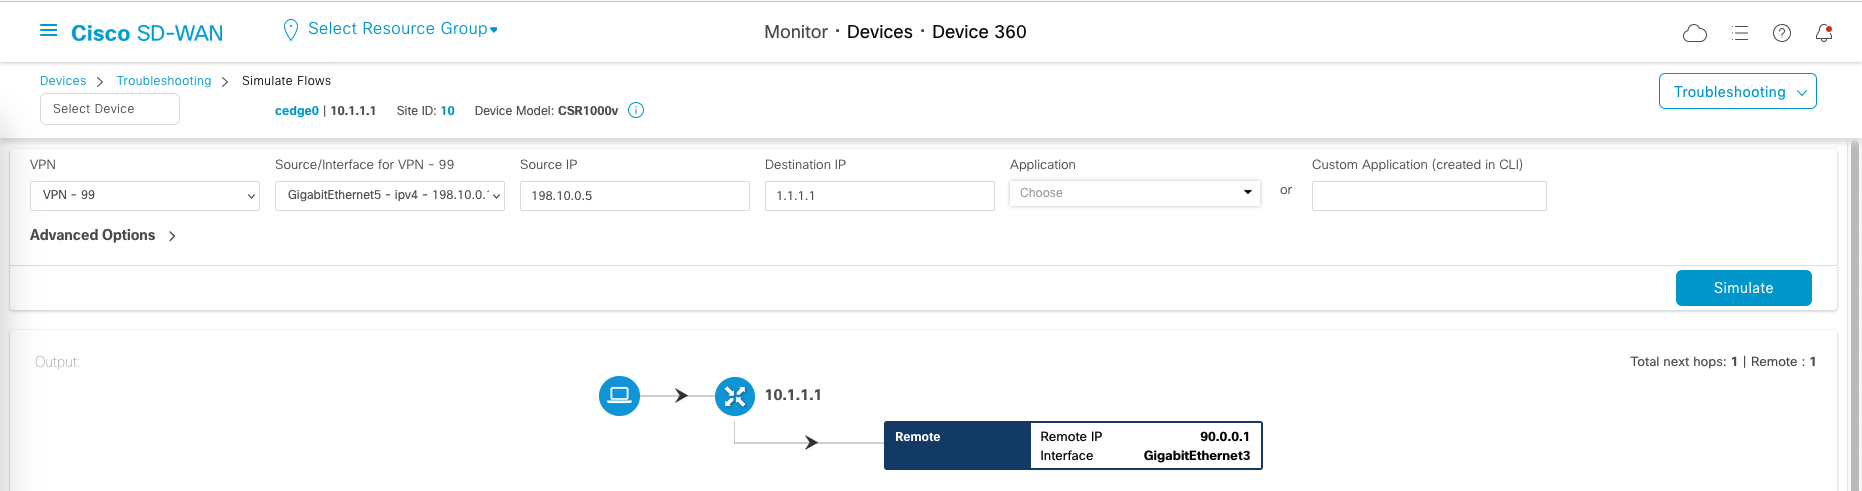 Cisco SD-WAN
Select Resource Group
Monitor · Devices · Device 360
Devices > Troubleshooting > Simulate Flows
Select Device
cedge0 | 10.1.1.1 Site ID: 10 Device Model: CSR1000v
Troubleshooting
VPN
VPN - 99
Source/Interface for VPN - 99
GigabitEthernet5 - ipv4 - 198.10.0.
Source IP
198.10.0.5
Destination IP
1.1.1.1
Application
Choose
or
Custom Application (created in CLI)
Advanced Options
Simulate
Output:
Total next hops: 1 | Remote : 1
10.1.1.1
Remote
Remote IP 90.0.0.1
Interface GigabitEthernet3